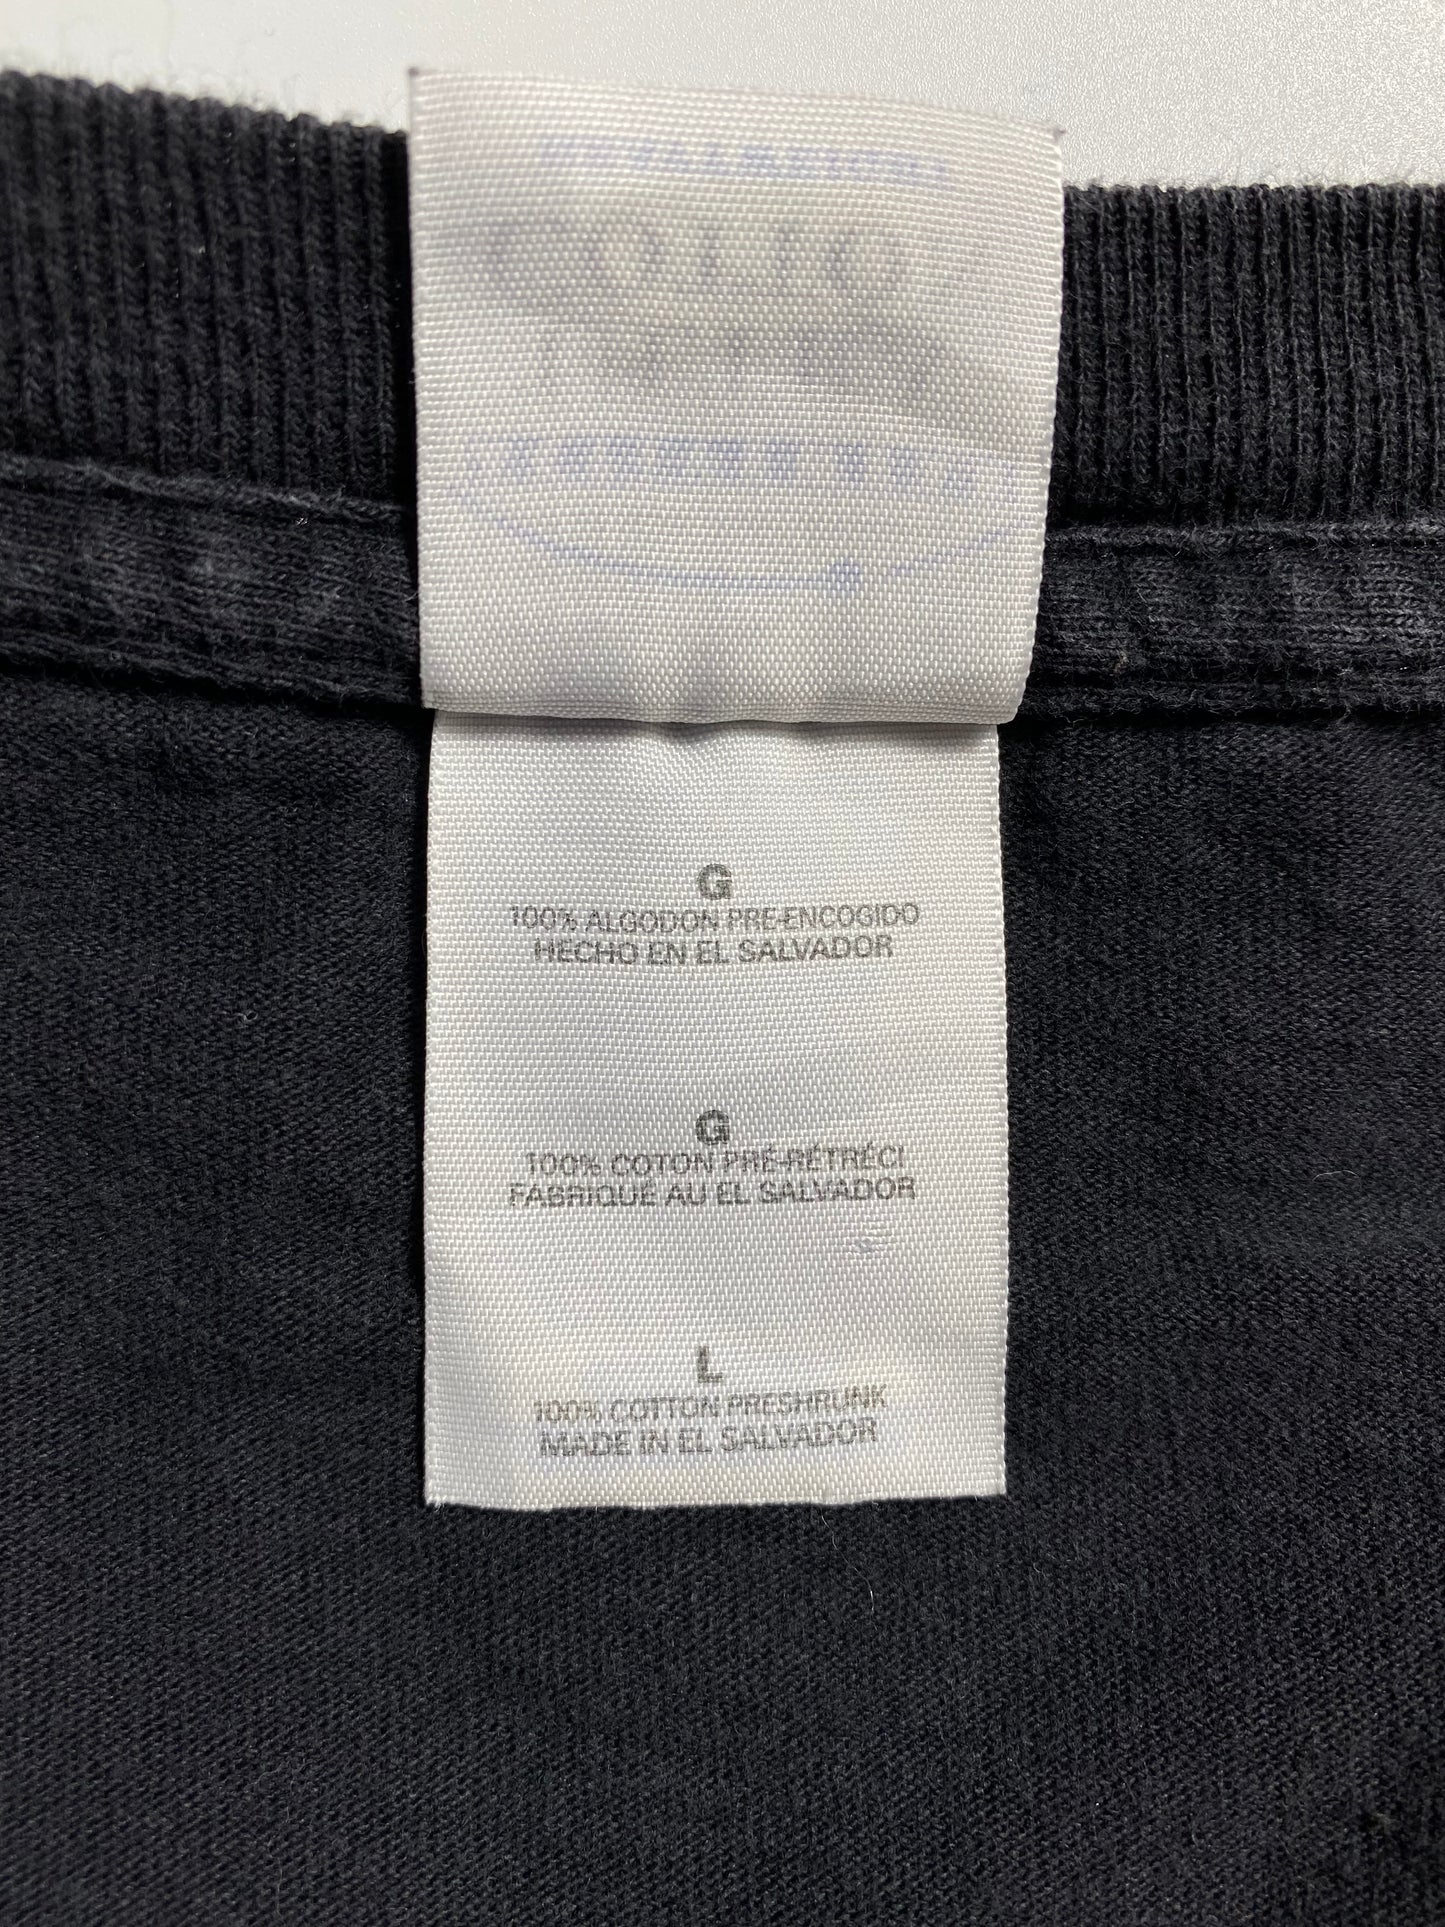 G
100% ALGODON PRE-ENCOGIDO
HECHO EN EL SALVADOR
G
100% COTON PRÉ-RÉTRÉCI
FABRIQUÉ AU EL SALVADOR
L
100% COTTON PRESHRUNK
MADE IN EL SALVADOR